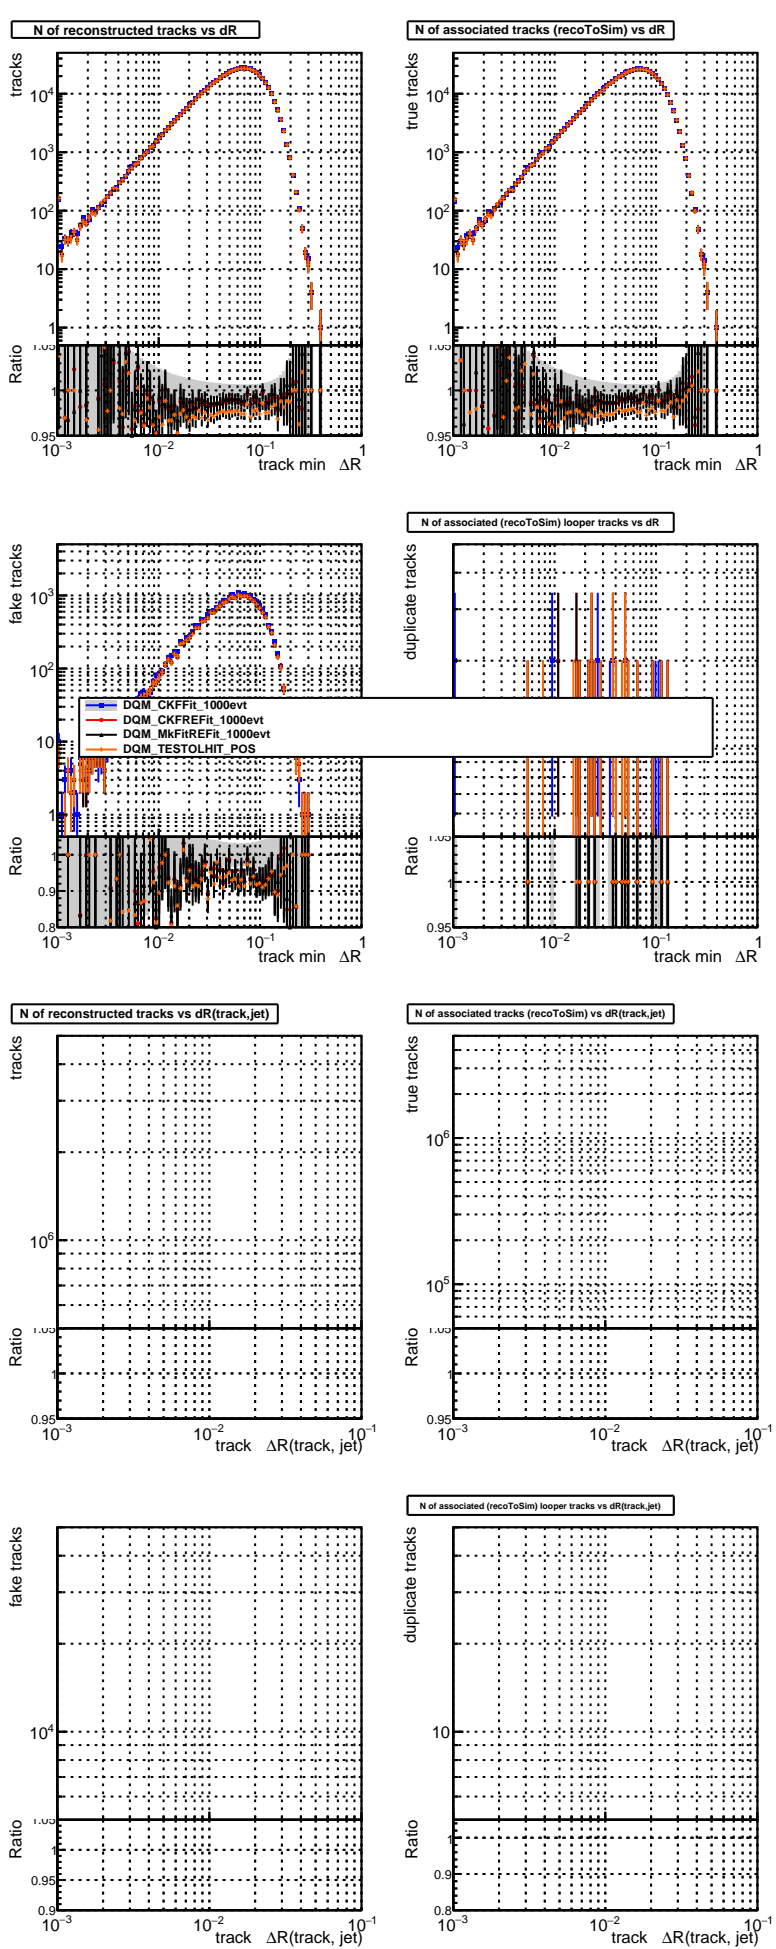 N of reconstructed tracks vs dR
tracks
10⁴
10³
10²
10
1
Ratio
1.05
1
0.95
10⁻³
10⁻²
10⁻¹
1
track min ΔR
N of associated tracks (recoToSim) vs dR
true tracks
10⁴
10³
10²
10
1
Ratio
1.05
1
0.95
10⁻³
10⁻²
10⁻¹
1
track min ΔR
fake tracks
10³
10²
10
1
Ratio
1
0.9
0.8
10⁻³
10⁻²
10⁻¹
1
track min ΔR
N of associated (recoToSim) looper tracks vs dR
duplicate tracks
Ratio
1.05
1
0.95
10⁻³
10⁻²
10⁻¹
1
track min ΔR
DQM_CKFFit_1000evt
DQM_CKFREFit_1000evt
DQM_MkFitREFit_1000evt
DQM_TESTOLHIT_POS
N of reconstructed tracks vs dR(track,jet)
tracks
10⁶
Ratio
1.05
1
0.95
10⁻³
10⁻²
10⁻¹
track ΔR(track, jet)
N of associated tracks (recoToSim) vs dR(track,jet)
true tracks
10⁶
10⁵
Ratio
1.05
1
0.95
10⁻³
10⁻²
10⁻¹
track ΔR(track, jet)
fake tracks
10⁴
Ratio
1.05
1
0.95
0.9
10⁻³
10⁻²
10⁻¹
track ΔR(track, jet)
N of associated (recoToSim) looper tracks vs dR(track,jet)
duplicate tracks
10
Ratio
1
0.9
0.8
10⁻³
10⁻²
10⁻¹
track ΔR(track, jet)